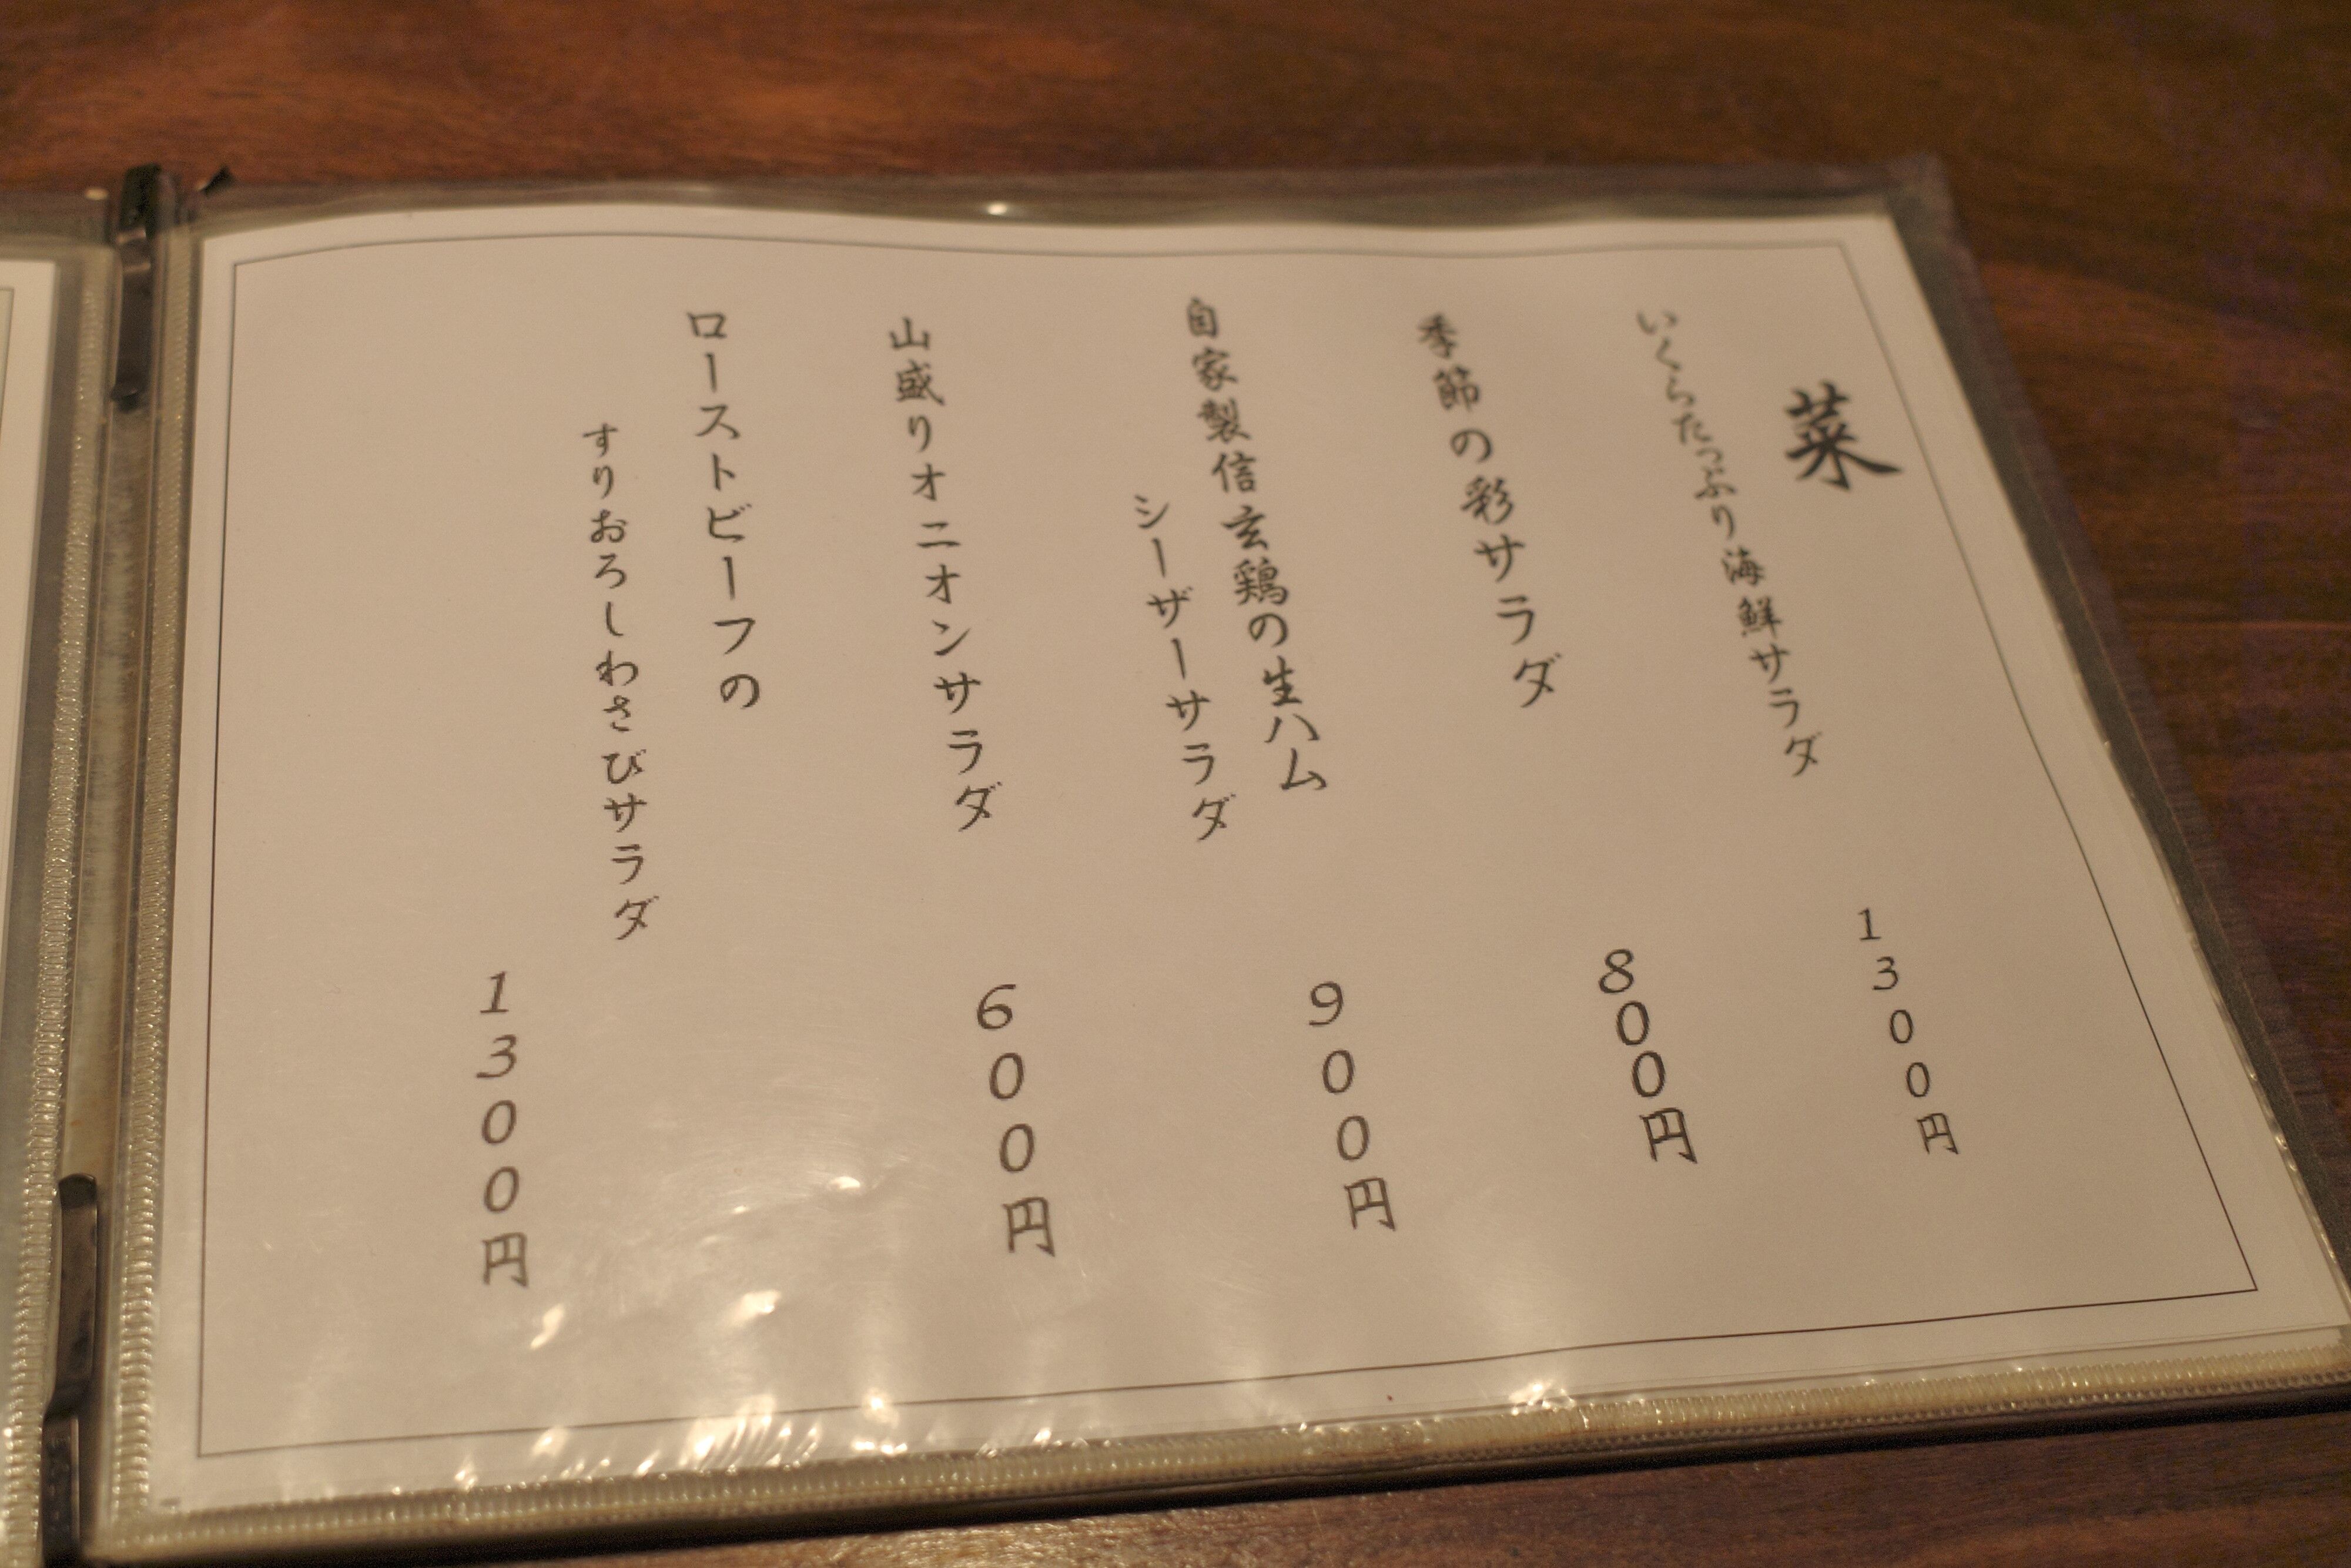 菜
いくらたっぷり海鮮サラダ
1300円
季節の彩サラダ
800円
自家製信玄鶏の生ハム
シーザーサラダ
900円
山盛りオニオンサラダ
600円
ローストビーフの
すりおろしわさびサラダ
1300円